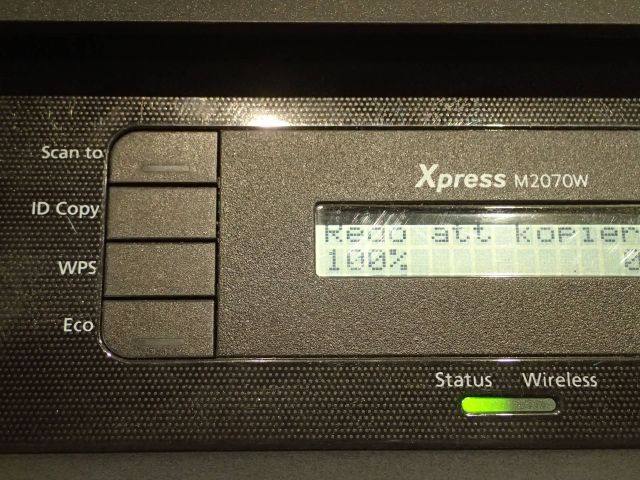 Scan to
ID Copy
WPS
Eco
Xpress M2070W
Redo att kopier
100%
Status Wireless